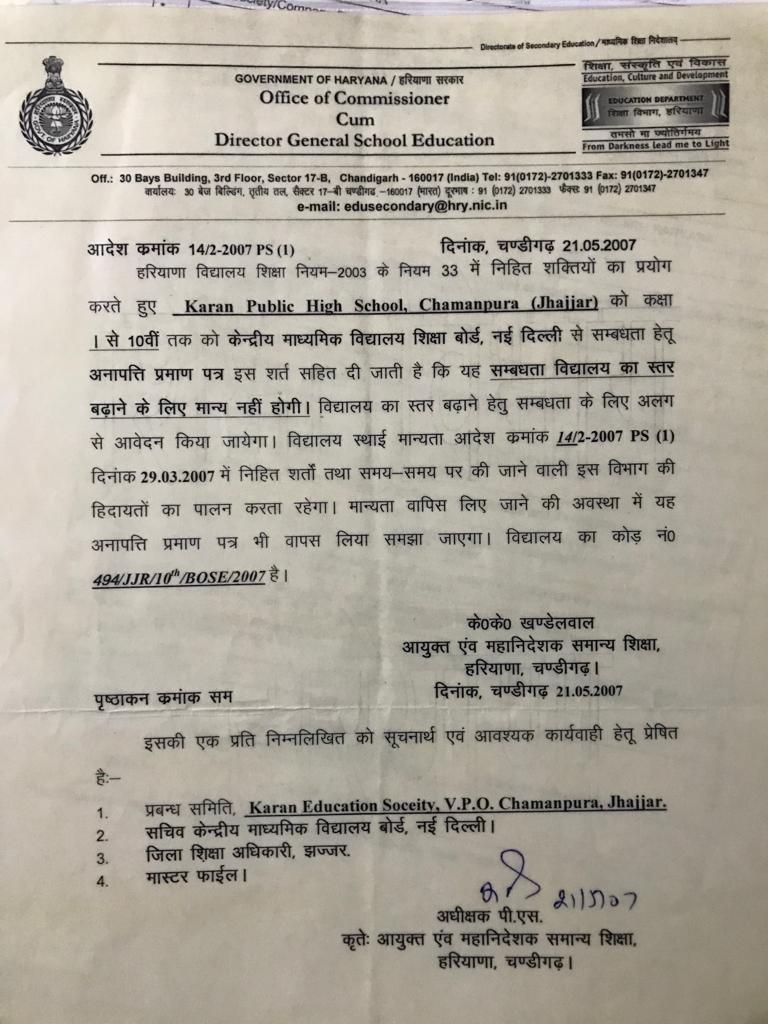 Directorate of Secondary Education / माध्यमिक शिक्षा निदेशालय
GOVERNMENT OF HARYANA / हरियाणा सरकार
Office of Commissioner
Cum
Director General School Education
शिक्षा, संस्कृति एवं विकास
Education, Culture and Development
EDUCATION DEPARTMENT
शिक्षा विभाग, हरियाणा
तमसो मा ज्योतिर्गमय
From Darkness lead me to Light
Off.: 30 Bays Building, 3rd Floor, Sector 17-B, Chandigarh - 160017 (India) Tel: 91(0172)-2701333 Fax: 91(0172)-2701347
कार्यालय: 30 बेज बिल्डिंग, तृतीय तल, सैक्टर 17-बी चण्डीगढ़ -160017 (भारत) दूरभाष : 91 (0172) 2701333 फैक्स: 91 (0172) 2701347
e-mail: edusecondary@hry.nic.in
आदेश कमांक 14/2-2007 PS (1) दिनांक, चण्डीगढ़ 21.05.2007
हरियाणा विद्यालय शिक्षा नियम-2003 के नियम 33 में निहित शक्तियों का प्रयोग
करते हुए Karan Public High School, Chamanpura (Jhajjar) को कक्षा
। से 10वीं तक को केन्द्रीय माध्यमिक विद्यालय शिक्षा बोर्ड, नई दिल्ली से सम्बधता हेतू
अनापत्ति प्रमाण पत्र इस शर्त सहित दी जाती है कि यह सम्बधता विद्यालय का स्तर
बढ़ाने के लिए मान्य नहीं होगी। विद्यालय का स्तर बढ़ाने हेतु सम्बधता के लिए अलग
से आवेदन किया जायेगा। विद्यालय स्थाई मान्यता आदेश कमांक 14/2-2007 PS (1)
दिनांक 29.03.2007 में निहित शर्तों तथा समय-समय पर की जाने वाली इस विभाग की
हिदायतों का पालन करता रहेगा। मान्यता वापिस लिए जाने की अवस्था में यह
अनापत्ति प्रमाण पत्र भी वापस लिया समझा जाएगा। विद्यालय का कोड़ नं0
494/JJR/10th/BOSE/2007 है।
के0के0 खण्डेलवाल
आयुक्त एंव महानिदेशक समान्य शिक्षा,
हरियाणा, चण्डीगढ़।
पृष्ठाकन कमांक सम दिनांक, चण्डीगढ़ 21.05.2007
इसकी एक प्रति निम्नलिखित को सूचनार्थ एवं आवश्यक कार्यवाही हेतू प्रेषित
है:-
1. प्रबन्ध समिति, Karan Education Soceity, V.P.O. Chamanpura, Jhajjar.
2. सचिव केन्द्रीय माध्यमिक विद्यालय बोर्ड, नई दिल्ली।
3. जिला शिक्षा अधिकारी, झज्जर.
4. मास्टर फाईल।
21/5/07
अधीक्षक पी.एस.
कृतेः आयुक्त एंव महानिदेशक समान्य शिक्षा,
हरियाणा, चण्डीगढ़।